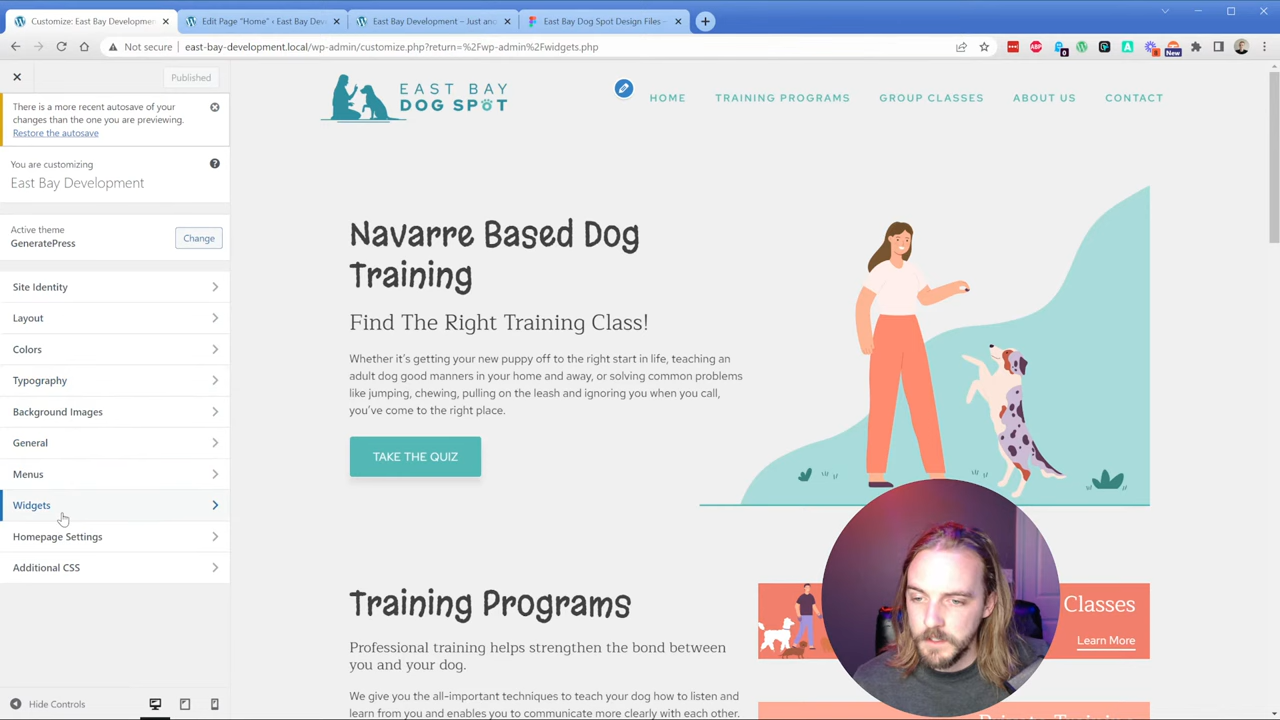 Customize: East Bay Developmen
Edit Page "Home" ‹ East Bay Dev
East Bay Development – Just an
East Bay Dog Spot Design Files –
Not secure
east-bay-development.local/wp-admin/customize.php?return=%2Fwp-admin%2Fwidgets.php
New
Published
There is a more recent autosave of your
changes than the one you are previewing.
Restore the autosave
You are customizing
East Bay Development
Active theme
GeneratePress
Change
Site Identity
Layout
Colors
Typography
Background Images
General
Menus
Widgets
Homepage Settings
Additional CSS
Hide Controls
EAST BAY
DOG SPOT
HOME
TRAINING PROGRAMS
GROUP CLASSES
ABOUT US
CONTACT
Navarre Based Dog
Training
Find The Right Training Class!
Whether it's getting your new puppy off to the right start in life, teaching an
adult dog good manners in your home and away, or solving common problems
like jumping, chewing, pulling on the leash and ignoring you when you call,
you've come to the right place.
TAKE THE QUIZ
Training Programs
Professional training helps strengthen the bond between
you and your dog.
We give you the all-important techniques to teach your dog how to listen and
learn from you and enables you to communicate more clearly with each other.
Classes
Learn More
Private Trainin